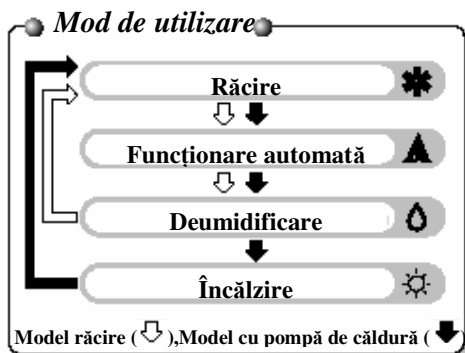 Mod de utilizare
Răcire
Funcționare automată
Deumidificare
Încălzire
Model răcire ( ),Model cu pompă de căldură ( )